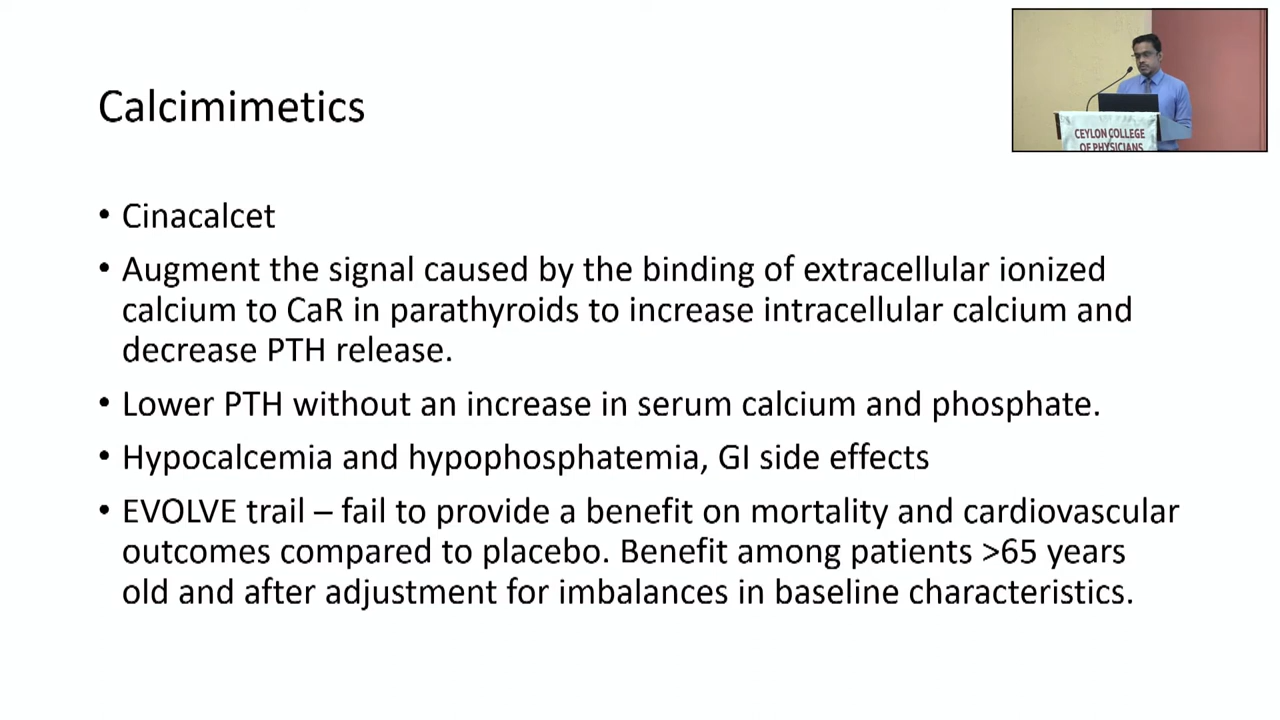 Calcimimetics
CEYLON COLLEGE
OF PHYSICIANS
• Cinacalcet
• Augment the signal caused by the binding of extracellular ionized
calcium to CaR in parathyroids to increase intracellular calcium and
decrease PTH release.
• Lower PTH without an increase in serum calcium and phosphate.
• Hypocalcemia and hypophosphatemia, GI side effects
• EVOLVE trail – fail to provide a benefit on mortality and cardiovascular
outcomes compared to placebo. Benefit among patients >65 years
old and after adjustment for imbalances in baseline characteristics.